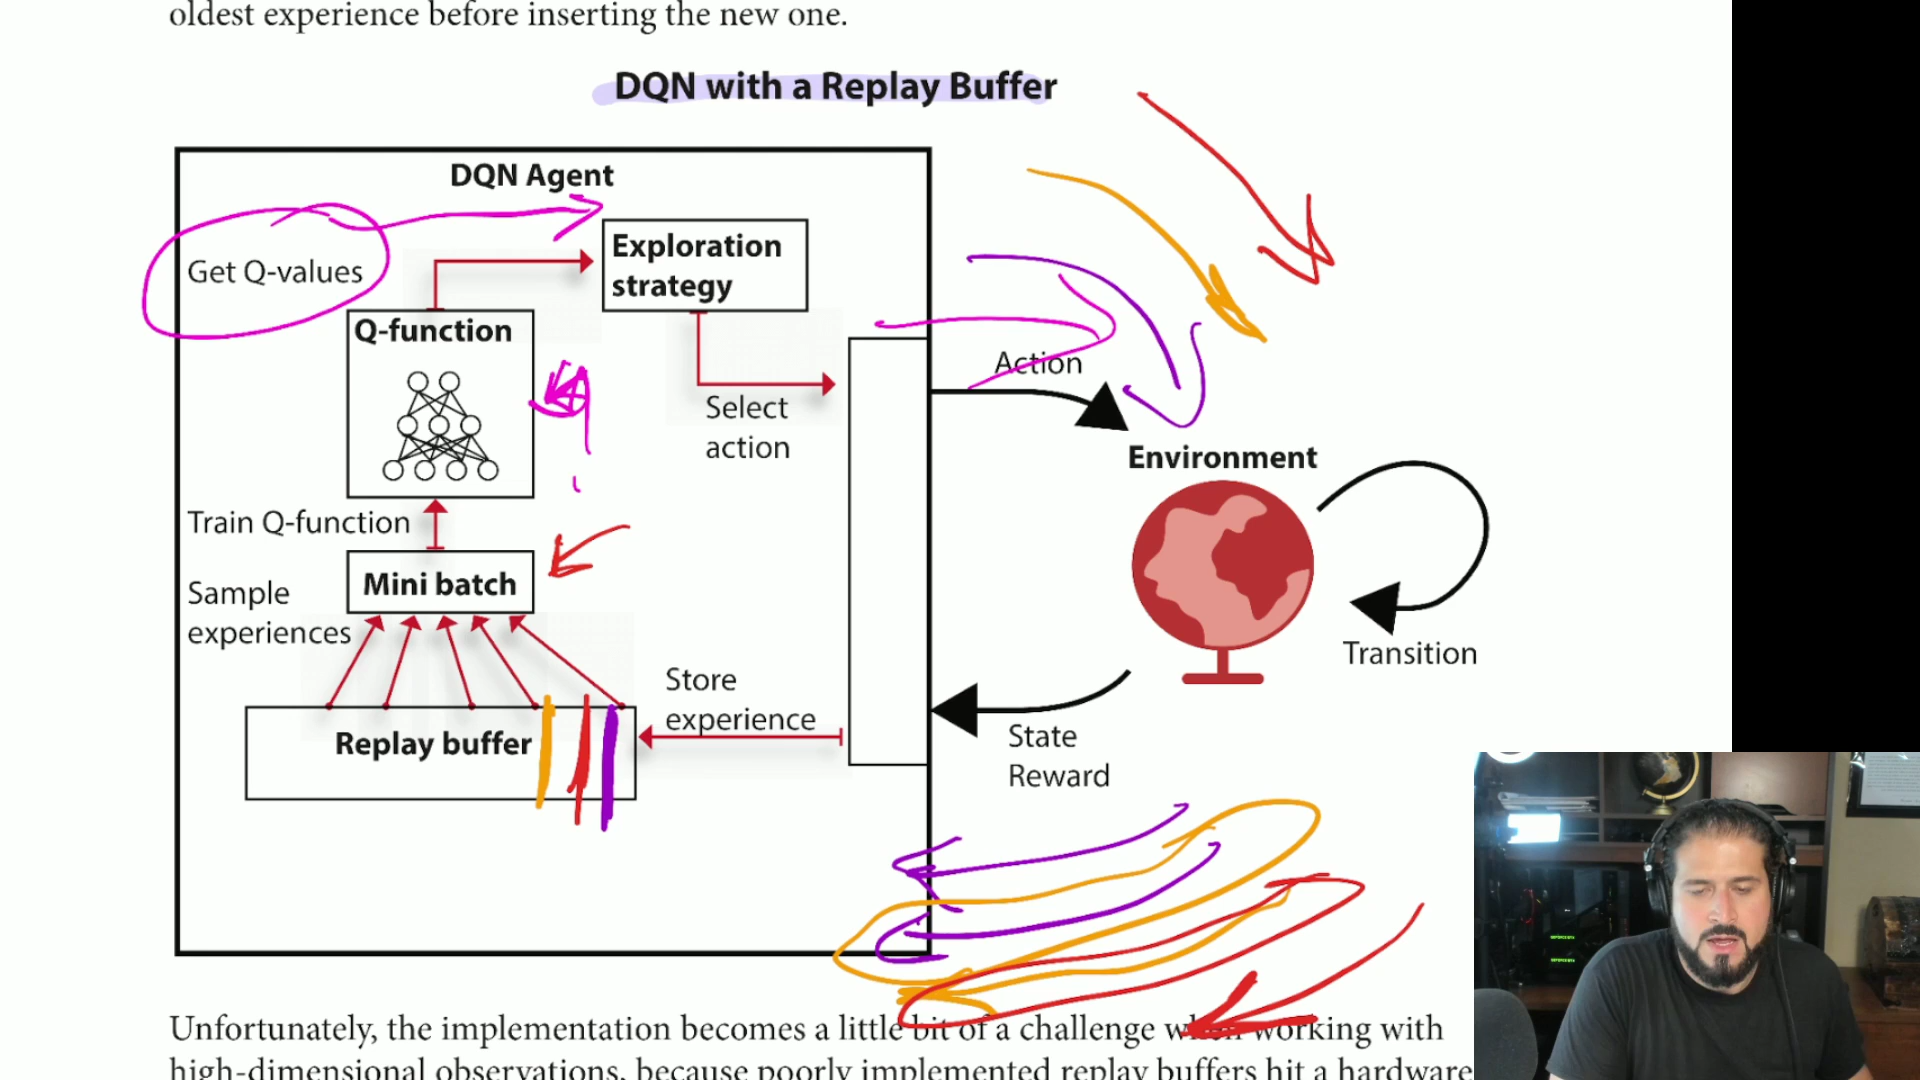 oldest experience before inserting the new one.
DQN with a Replay Buffer
DQN Agent
Get Q-values
Exploration
strategy
Q-function
Select
action
Action
Environment
Train Q-function
Mini batch
Sample
experiences
Transition
Store
experience
Replay buffer
State
Reward
Unfortunately, the implementation becomes a little bit of a challenge when working with
high-dimensional observations, because poorly implemented replay buffers hit a hardware